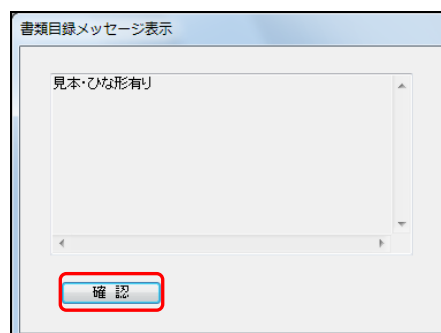 書類目録メッセージ表示
見本・ひな形有り
確 認